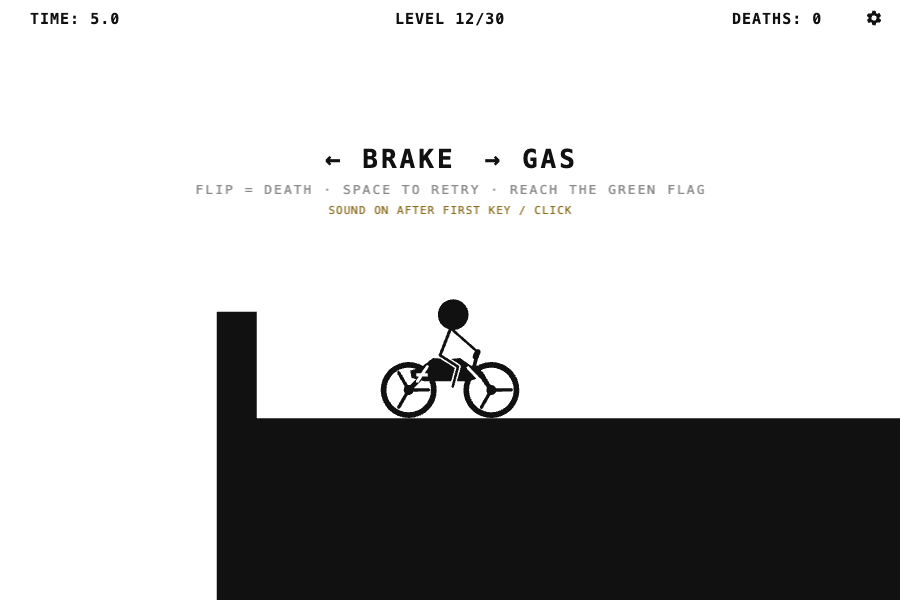 TIME: 5.0 LEVEL 12/30 DEATHS: 0
← BRAKE → GAS
FLIP = DEATH · SPACE TO RETRY · REACH THE GREEN FLAG
SOUND ON AFTER FIRST KEY / CLICK